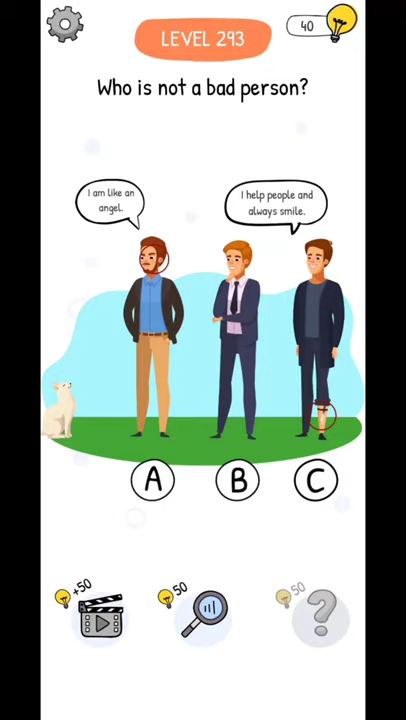 LEVEL 293
40
Who is not a bad person?
I am like an
angel.
I help people and
always smile.
A
B
C
+50
50
50
?